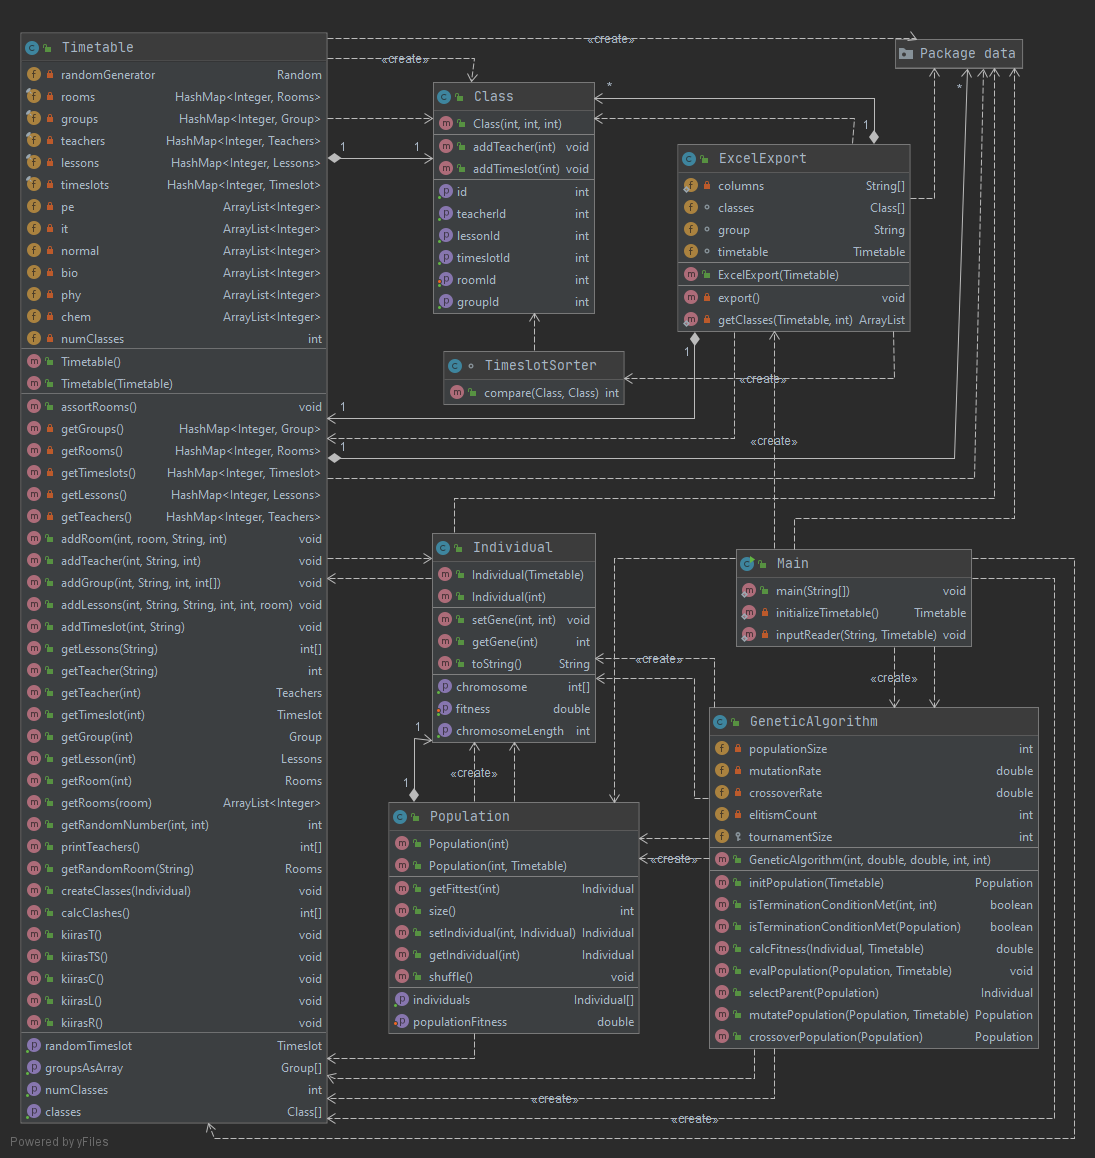 Timetable
randomGenerator Random
rooms HashMap<Integer, Rooms>
groups HashMap<Integer, Group>
teachers HashMap<Integer, Teachers>
lessons HashMap<Integer, Lessons>
timeslots HashMap<Integer, Timeslot>
pe ArrayList<Integer>
it ArrayList<Integer>
normal ArrayList<Integer>
bio ArrayList<Integer>
phy ArrayList<Integer>
chem ArrayList<Integer>
numClasses int
Timetable()
Timetable(Timetable)
assortRooms() void
getGroups() HashMap<Integer, Group>
getRooms() HashMap<Integer, Rooms>
getTimeslots() HashMap<Integer, Timeslot>
getLessons() HashMap<Integer, Lessons>
getTeachers() HashMap<Integer, Teachers>
addRoom(int, room, String, int) void
addTeacher(int, String, int) void
addGroup(int, String, int, int[]) void
addLessons(int, String, String, int, int, room) void
addTimeslot(int, String) void
getLessons(String) int[]
getTeacher(String) int
getTeacher(int) Teachers
getTimeslot(int) Timeslot
getGroup(int) Group
getLesson(int) Lessons
getRoom(int) Rooms
getRooms(room) ArrayList<Integer>
getRandomNumber(int, int) int
printTeachers() int[]
getRandomRoom(String) Rooms
createClasses(Individual) void
calcClashes() int[]
kiirasT() void
kiirasTS() void
kiirasC() void
kiirasL() void
kiirasR() void
randomTimeslot Timeslot
groupsAsArray Group[]
numClasses int
classes Class[]
«create»
«create»
Package data
Class
Class(int, int, int)
addTeacher(int) void
addTimeslot(int) void
id int
teacherId int
lessonId int
timeslotId int
roomId int
groupId int
1
1
*
1
*
ExcelExport
columns String[]
classes Class[]
group String
timetable Timetable
ExcelExport(Timetable)
export() void
getClasses(Timetable, int) ArrayList
1
TimeslotSorter
compare(Class, Class) int
«create»
1
1
«create»
Individual
Individual(Timetable)
Individual(int)
setGene(int, int) void
getGene(int) int
toString() String
chromosome int[]
fitness double
chromosomeLength int
Main
main(String[]) void
initializeTimetable() Timetable
inputReader(String, Timetable) void
«create»
«create»
1
«create»
1
Population
Population(int)
Population(int, Timetable)
getFittest(int) Individual
size() int
setIndividual(int, Individual) Individual
getIndividual(int) Individual
shuffle() void
individuals Individual[]
populationFitness double
GeneticAlgorithm
populationSize int
mutationRate double
crossoverRate double
elitismCount int
tournamentSize int
GeneticAlgorithm(int, double, double, int, int)
initPopulation(Timetable) Population
isTerminationConditionMet(int, int) boolean
isTerminationConditionMet(Population) boolean
calcFitness(Individual, Timetable) double
evalPopulation(Population, Timetable) void
selectParent(Population) Individual
mutatePopulation(Population, Timetable) Population
crossoverPopulation(Population) Population
«create»
«create»
«create»
Powered by yFiles